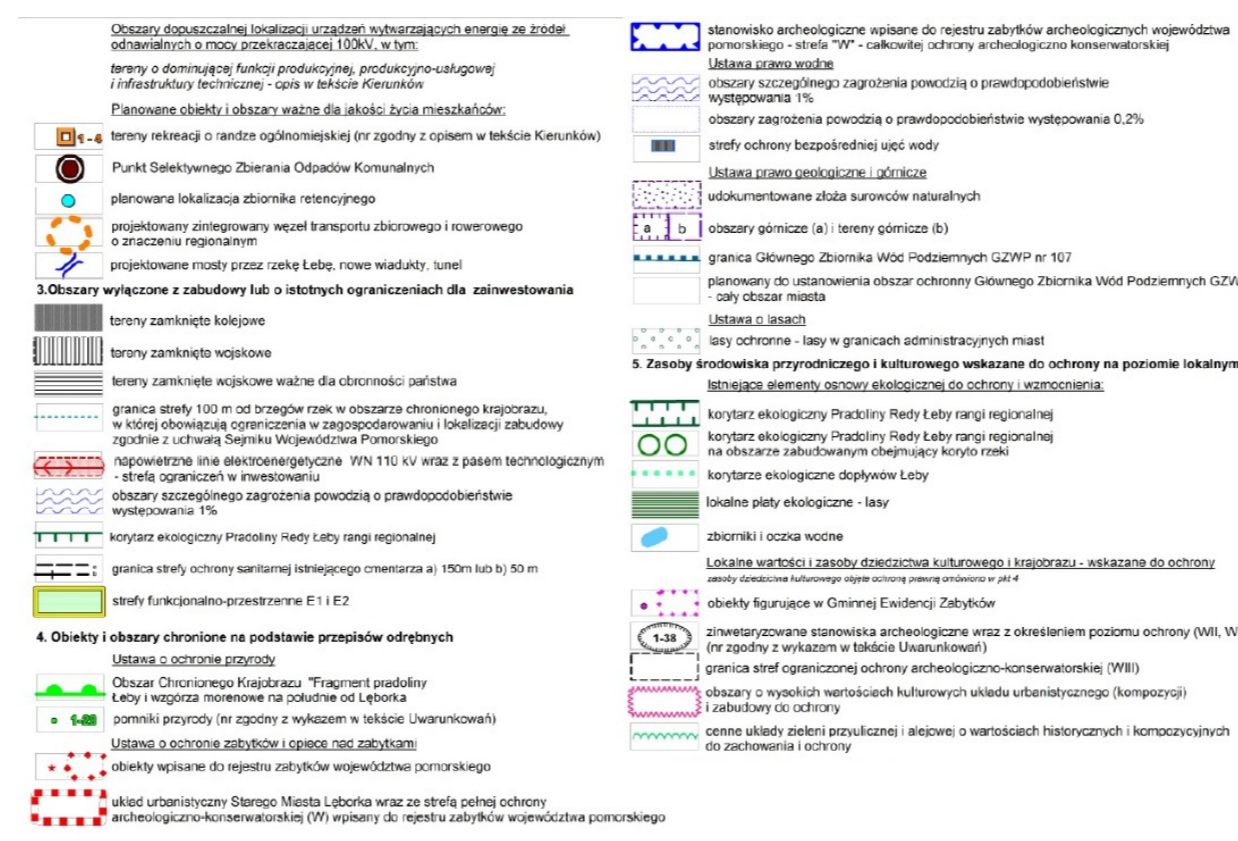 Obszary dopuszczalnej lokalizacji urządzeń wytwarzających energię ze źródeł
odnawialnych o mocy przekraczającej 100kV, w tym:
tereny o dominującej funkcji produkcyjnej, produkcyjno-usługowej
i infrastruktury technicznej - opis w tekście Kierunków
Planowane obiekty i obszary ważne dla jakości życia mieszkańców:
1-4 tereny rekreacji o randze ogólnomiejskiej (nr zgodny z opisem w tekście Kierunków)
Punkt Selektywnego Zbierania Odpadów Komunalnych
planowana lokalizacja zbiornika retencyjnego
projektowany zintegrowany węzeł transportu zbiorowego i rowerowego
o znaczeniu regionalnym
projektowane mosty przez rzekę Łebę, nowe wiadukty, tunel
3.Obszary wyłączone z zabudowy lub o istotnych ograniczeniach dla zainwestowania
tereny zamknięte kolejowe
tereny zamknięte wojskowe
tereny zamknięte wojskowe ważne dla obronności państwa
granica strefy 100 m od brzegów rzek w obszarze chronionego krajobrazu,
w której obowiązują ograniczenia w zagospodarowaniu i lokalizacji zabudowy
zgodnie z uchwałą Sejmiku Województwa Pomorskiego
napowietrzne linie elektroenergetyczne WN 110 kV wraz z pasem technologicznym
- strefą ograniczeń w inwestowaniu
obszary szczególnego zagrożenia powodzią o prawdopodobieństwie
występowania 1%
korytarz ekologiczny Pradoliny Redy Łeby rangi regionalnej
granica strefy ochrony sanitarnej istniejącego cmentarza a) 150m lub b) 50 m
strefy funkcjonalno-przestrzenne E1 i E2
4. Obiekty i obszary chronione na podstawie przepisów odrębnych
Ustawa o ochronie przyrody
Obszar Chronionego Krajobrazu "Fragment pradoliny
Łeby i wzgórza morenowe na południe od Lęborka
1-23 pomniki przyrody (nr zgodny z wykazem w tekście Uwarunkowań)
Ustawa o ochronie zabytków i opiece nad zabytkami
obiekty wpisane do rejestru zabytków województwa pomorskiego
układ urbanistyczny Starego Miasta Lęborka wraz ze strefą pełnej ochrony
archeologiczno-konserwatorskiej (W) wpisany do rejestru zabytków województwa pomorskiego
stanowisko archeologiczne wpisane do rejestru zabytków archeologicznych województwa
pomorskiego - strefa "W" - całkowitej ochrony archeologiczno konserwatorskiej
Ustawa prawo wodne
obszary szczególnego zagrożenia powodzią o prawdopodobieństwie
występowania 1%
obszary zagrożenia powodzią o prawdopodobieństwie występowania 0,2%
strefy ochrony bezpośredniej ujęć wody
Ustawa prawo geologiczne i górnicze
udokumentowane złoża surowców naturalnych
a b obszary górnicze (a) i tereny górnicze (b)
granica Głównego Zbiornika Wód Podziemnych GZWP nr 107
planowany do ustanowienia obszar ochronny Głównego Zbiornika Wód Podziemnych GZW
- cały obszar miasta
Ustawa o lasach
lasy ochronne - lasy w granicach administracyjnych miast
5. Zasoby środowiska przyrodniczego i kulturowego wskazane do ochrony na poziomie lokalnym
Istniejące elementy osnowy ekologicznej do ochrony i wzmocnienia:
korytarz ekologiczny Pradoliny Redy Łeby rangi regionalnej
korytarz ekologiczny Pradoliny Redy Łeby rangi regionalnej
na obszarze zabudowanym obejmujący koryto rzeki
korytarze ekologiczne dopływów Łeby
lokalne płaty ekologiczne - lasy
zbiorniki i oczka wodne
Lokalne wartości i zasoby dziedzictwa kulturowego i krajobrazu - wskazane do ochrony
zasoby dziedzictwa kulturowego objęte ochroną prawną omówiono w pkt 4
obiekty figurujące w Gminnej Ewidencji Zabytków
1-38 zinwetaryzowane stanowiska archeologiczne wraz z określeniem poziomu ochrony (WII, W
(nr zgodny z wykazem w tekście Uwarunkowań)
granica stref ograniczonej ochrony archeologiczno-konserwatorskiej (WIII)
obszary o wysokich wartościach kulturowych układu urbanistycznego (kompozycji)
i zabudowy do ochrony
cenne układy zieleni przyulicznej i alejowej o wartościach historycznych i kompozycyjnych
do zachowania i ochrony